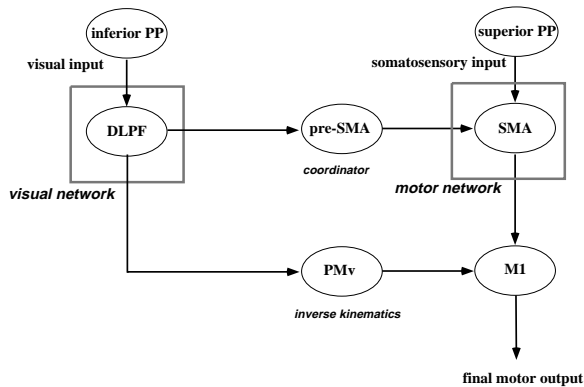 inferior PP
superior PP
visual input
somatosensory input
DLPF
pre-SMA
SMA
coordinator
visual network
motor network
PMv
M1
inverse kinematics
final motor output